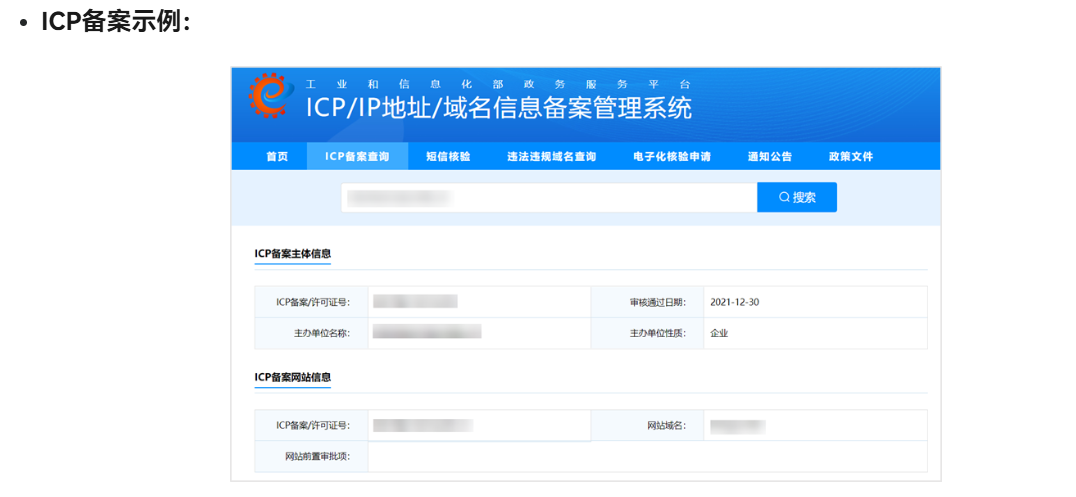 • ICP备案示例：
工业和信息化部政务服务平台
ICP/IP地址/域名信息备案管理系统
首页 ICP备案查询 短信核验 违法违规域名查询 电子化核验申请 通知公告 政策文件
搜索
ICP备案主体信息
ICP备案/许可证号： 审核通过日期： 2021-12-30
主办单位名称： 主办单位性质： 企业
ICP备案网站信息
ICP备案/许可证号： 网站域名：
网站前置审批项：